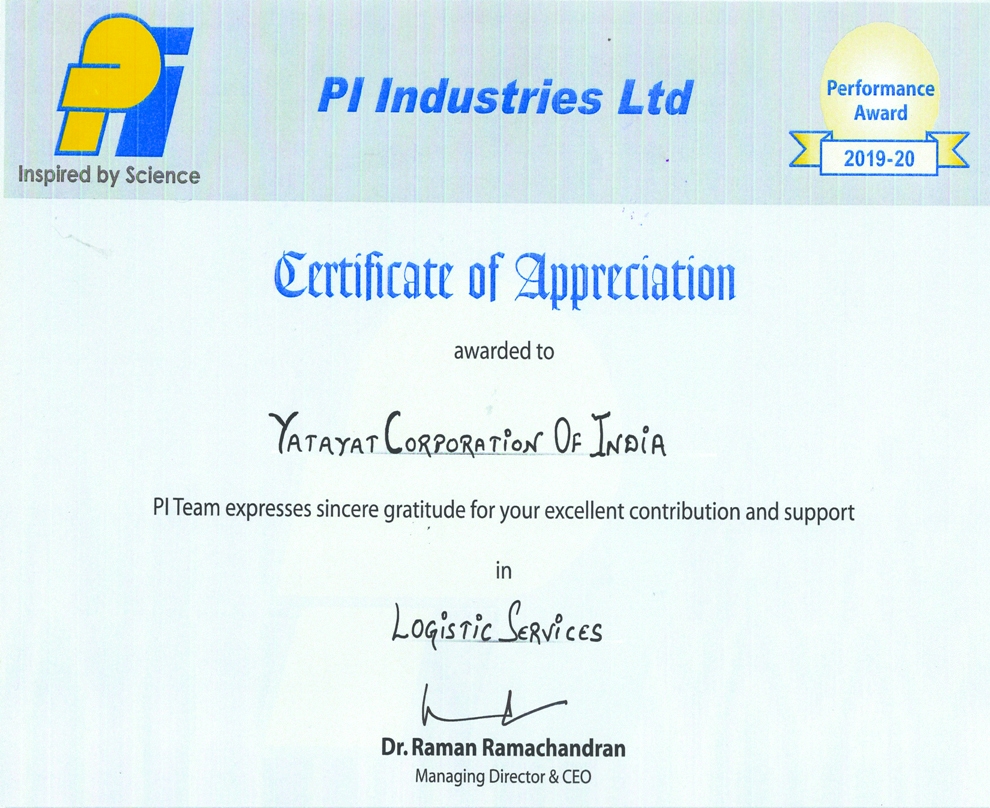 PI
Inspired by Science
PI Industries Ltd
Performance
Award
2019-20
Certificate of Appreciation
awarded to
YATAYAT CORPORATION OF INDIA
PI Team expresses sincere gratitude for your excellent contribution and support
in
LOGISTIC SERVICES
Dr. Raman Ramachandran
Managing Director & CEO